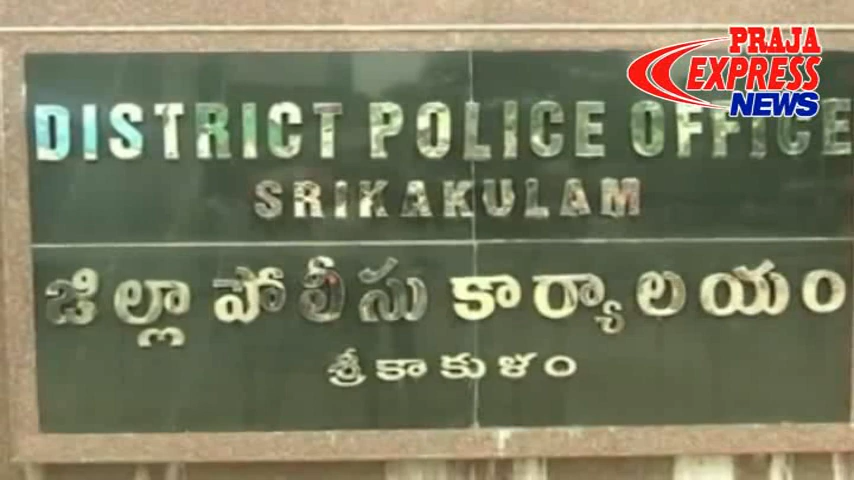 PRAJA
EXPRESS
NEWS
DISTRICT POLICE OFFICE
SRIKAKULAM
జిల్లా పోలీసు కార్యాలయం
శ్రీకాకుళం